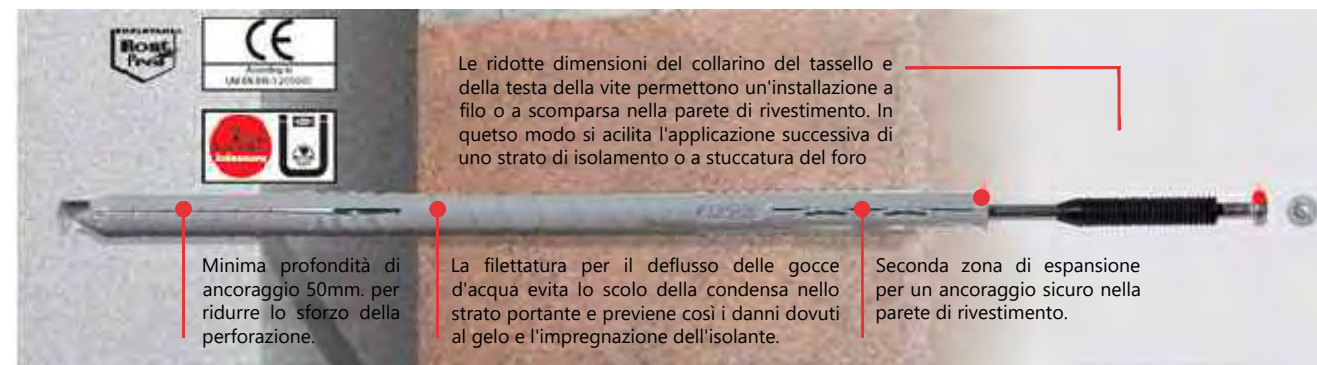 Rost
frei
CE
According to
Le ridotte dimensioni del collarino del tassello e
della testa della vite permettono un'installazione a
filo o a scomparsa nella parete di rivestimento. In
quetso modo si acilita l'applicazione successiva di
uno strato di isolamento o a stuccatura del foro
Minima profondità di
ancoraggio 50mm. per
ridurre lo sforzo della
perforazione.
La filettatura per il deflusso delle gocce
d'acqua evita lo scolo della condensa nello
strato portante e previene così i danni dovuti
al gelo e l'impregnazione dell'isolante.
Seconda zona di espansione
per un ancoraggio sicuro nella
parete di rivestimento.